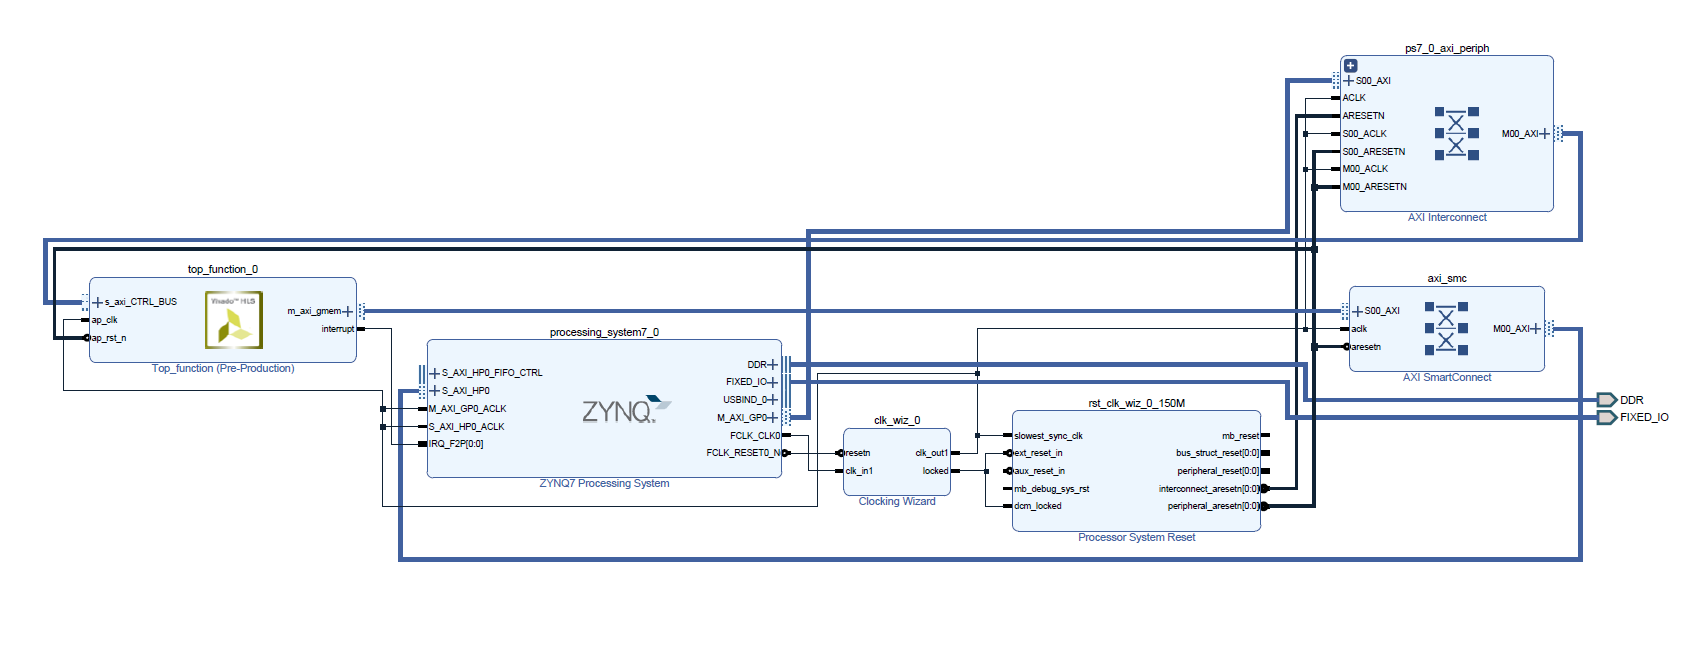 ps7_0_axi_periph
S00_AXI
ACLK
ARESETN
S00_ACLK
S00_ARESETN
M00_ACLK
M00_ARESETN
M00_AXI
AXI Interconnect
top_function_0
s_axi_CTRL_BUS
ap_clk
ap_rst_n
Vivado™ HLS
m_axi_gmem
interrupt
Top_function (Pre-Production)
axi_smc
S00_AXI
aclk
aresetn
M00_AXI
AXI SmartConnect
processing_system7_0
S_AXI_HP0_FIFO_CTRL
S_AXI_HP0
M_AXI_GP0_ACLK
S_AXI_HP0_ACLK
IRQ_F2P[0:0]
ZYNQ
DDR
FIXED_IO
USBIND_0
M_AXI_GP0
FCLK_CLK0
FCLK_RESET0_N
ZYNQ7 Processing System
clk_wiz_0
resetn
clk_in1
clk_out1
locked
Clocking Wizard
rst_clk_wiz_0_150M
slowest_sync_clk
ext_reset_in
aux_reset_in
mb_debug_sys_rst
dcm_locked
mb_reset
bus_struct_reset[0:0]
peripheral_reset[0:0]
interconnect_aresetn[0:0]
peripheral_aresetn[0:0]
Processor System Reset
DDR
FIXED_IO